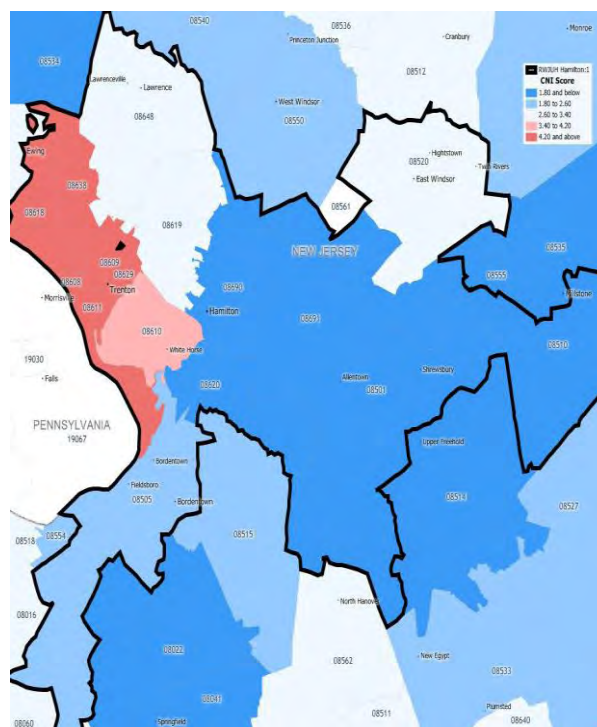 08540
08536
Cranbury
Monroe
Princeton Junction
08534
Lawrenceville
Lawrence
08512
RWJUH Hamilton:1
CNI Score
1.80 and below
1.80 to 2.60
2.60 to 3.40
3.40 to 4.20
4.20 and above
West Windsor
08648
08550
Ewing
Hightstown
08520
Twin Rivers
East Windsor
08638
08618
08561
08619
NEW JERSEY
08535
08609
08629
08608
Trenton
08555
08690
Morrisville
08611
Hamilton
Millstone
08691
08610
White Horse
08510
19030
Falls
Allentown
Shrewsbury
08620
08501
PENNSYLVANIA
19067
Upper Freehold
Bordentown
Fieldsboro
08505
Bordentown
08514
08527
08518
08554
08515
North Hanover
08016
08022
08562
New Egypt
08533
08041
08511
Plumsted
08060
Springfield
08640